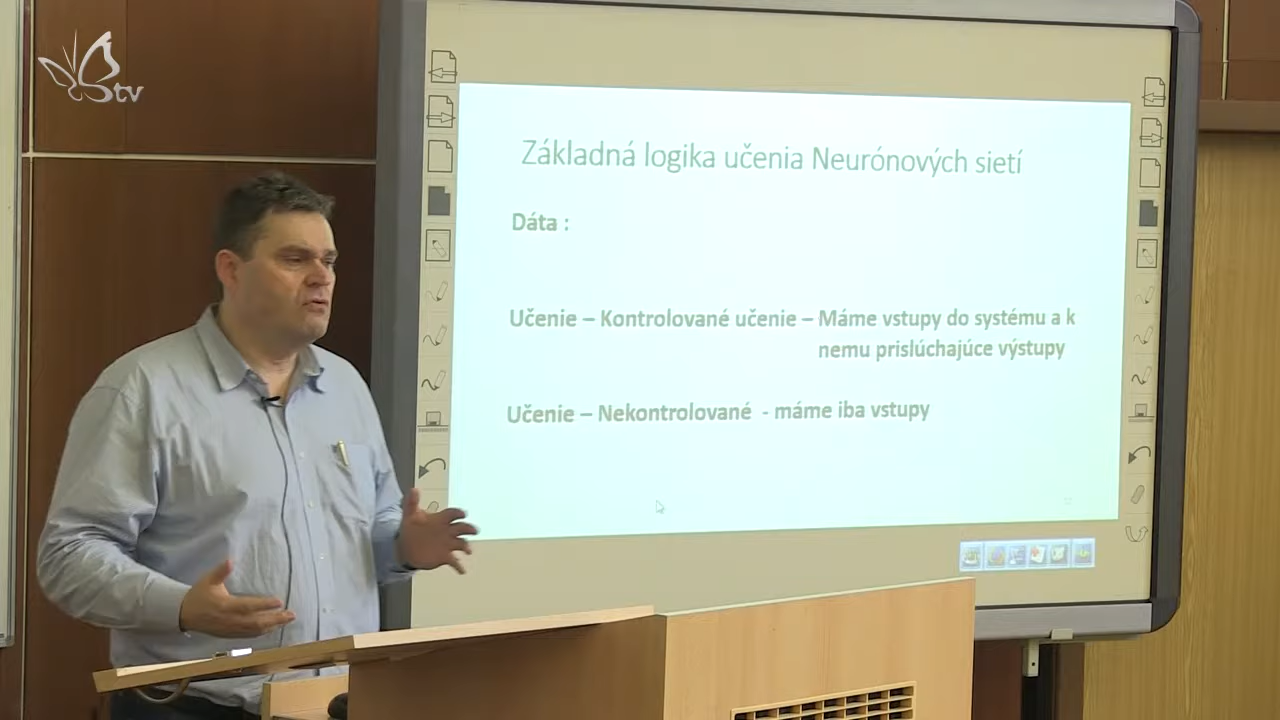 tv
Základná logika učenia Neurónových sietí
Dáta :
Učenie – Kontrolované učenie – Máme vstupy do systému a k
nemu prislúchajúce výstupy
Učenie – Nekontrolované - máme iba vstupy